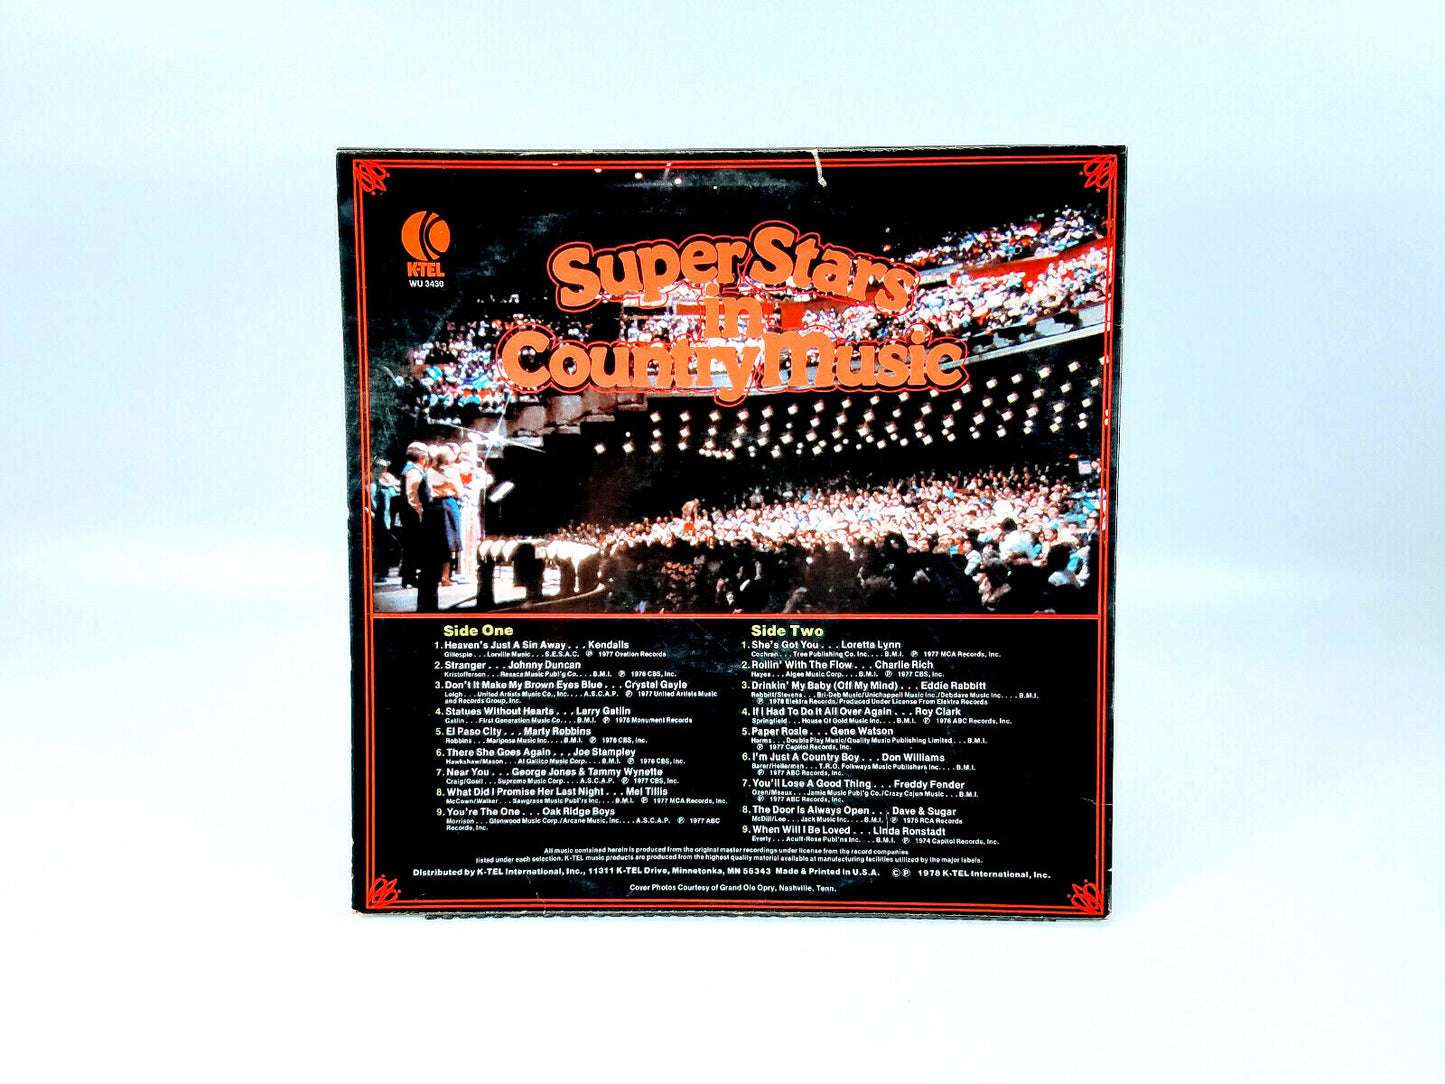 K-TEL
WU 3430
Super Stars
in
Country Music
Side One
1. Heaven's Just A Sin Away . . . Kendalls
Gillespie . . . Lorville Music . . . S.E.S.A.C. ℗ 1977 Ovation Records
2. Stranger . . . Johnny Duncan
Kristofferson . . . Resaca Music Publ'g Co. . . . B.M.I. ℗ 1976 CBS, Inc.
3. Don't It Make My Brown Eyes Blue . . . Crystal Gayle
Leigh . . . United Artists Music Co., Inc. . . . A.S.C.A.P. ℗ 1977 United Artists Music
and Records Group, Inc.
4. Statues Without Hearts . . . Larry Gatlin
Gatlin . . . First Generation Music Co. . . . B.M.I. ℗ 1976 Monument Records
5. El Paso City . . . Marty Robbins
Robbins . . . Mariposa Music Inc. . . . B.M.I. ℗ 1976 CBS, Inc.
6. There She Goes Again . . . Joe Stampley
Hawkshaw/Mason . . . Al Gallico Music Corp. . . . B.M.I. ℗ 1976 CBS, Inc.
7. Near You . . . George Jones & Tammy Wynette
Craig/Goell . . . Supreme Music Corp. . . . A.S.C.A.P. ℗ 1977 CBS, Inc.
8. What Did I Promise Her Last Night . . . Mel Tillis
McCown/Walker . . . Sawgrass Music Publ'rs Inc. . . . B.M.I. ℗ 1977 MCA Records, Inc.
9. You're The One . . . Oak Ridge Boys
Morrison . . . Glenwood Music Corp./Arcane Music, Inc. . . . A.S.C.A.P. ℗ 1977 ABC
Records, Inc.
Side Two
1. She's Got You . . . Loretta Lynn
Cochran . . . Tree Publishing Co. Inc. . . . B.M.I. ℗ 1977 MCA Records, Inc.
2. Rollin' With The Flow . . . Charlie Rich
Hayes . . . Algee Music Corp. . . . B.M.I. ℗ 1977 CBS, Inc.
3. Drinkin' My Baby (Off My Mind) . . . Eddie Rabbitt
Rabbitt/Stevens . . . Bri-Deb Music/Unichappell Music Inc./Debdave Music Inc. . . . B.M.I.
℗ 1976 Elektra Records. Produced Under License From Elektra Records
4. If I Had To Do It All Over Again . . . Roy Clark
Springfield . . . House Of Gold Music Inc. . . . B.M.I. ℗ 1976 ABC Records, Inc.
5. Paper Rosie . . . Gene Watson
Harms . . . Double Play Music/Quality Music Publishing Limited . . . B.M.I.
℗ 1977 Capitol Records, Inc.
6. I'm Just A Country Boy . . . Don Williams
Barer/Hellerman . . . T.R.O. Folkways Music Publishers Inc. . . . B.M.I.
℗ 1977 ABC Records, Inc.
7. You'll Lose A Good Thing . . . Freddy Fender
Ozen/Meaux . . . Jamie Music Publ'g Co./Crazy Cajun Music . . . B.M.I.
℗ 1977 ABC Records, Inc.
8. The Door Is Always Open . . . Dave & Sugar
McDill/Lee . . . Jack Music Inc. . . . B.M.I. ℗ 1975 RCA Records
9. When Will I Be Loved . . . Linda Ronstadt
Everly . . . Acuff-Rose Publ'ns Inc. . . . B.M.I. ℗ 1974 Capitol Records, Inc.
All music contained herein is produced from the original master recordings under license from the record companies
listed under each selection. K-TEL music products are produced from the highest quality material available at manufacturing facilities utilized by the major labels.
Distributed by K-TEL International, Inc., 11311 K-TEL Drive, Minnetonka, MN 55343 Made & Printed in U.S.A. © ℗ 1978 K-TEL International, Inc.
Cover Photos Courtesy of Grand Ole Opry, Nashville, Tenn.